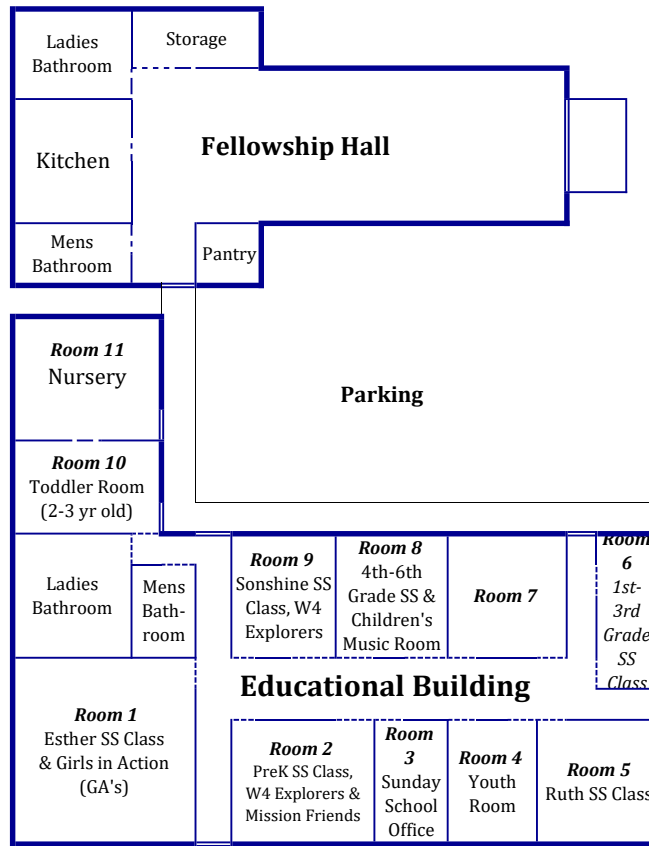 Ladies
Bathroom
Storage
Kitchen
Fellowship Hall
Mens
Bathroom
Pantry
Room 11
Nursery
Parking
Room 10
Toddler Room
(2-3 yr old)
Ladies
Bathroom
Mens
Bath-
room
Room 9
Sonshine SS
Class, W4
Explorers
Room 8
4th-6th
Grade SS &
Children's
Music Room
Room 7
Room
6
1st-
3rd
Grade
SS
Class
Educational Building
Room 1
Esther SS Class
& Girls in Action
(GA's)
Room 2
PreK SS Class,
W4 Explorers &
Mission Friends
Room
3
Sunday
School
Office
Room 4
Youth
Room
Room 5
Ruth SS Class